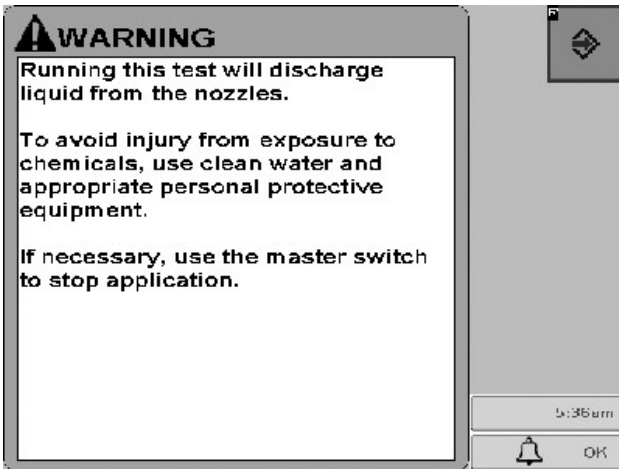 WARNING
Running this test will discharge
liquid from the nozzles.
To avoid injury from exposure to
chemicals, use clean water and
appropriate personal protective
equipment.
If necessary, use the master switch
to stop application.
5:36am
OK